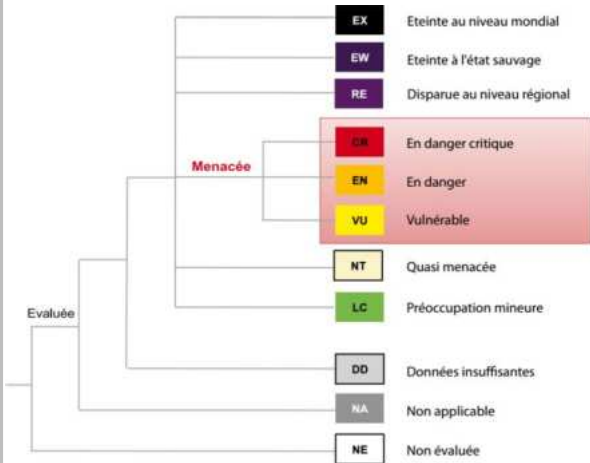 EX Eteinte au niveau mondial
EW Eteinte à l'état sauvage
RE Disparue au niveau régional
CR En danger critique
Menacée
EN En danger
VU Vulnérable
NT Quasi menacée
LC Préoccupation mineure
Evaluée
DD Données insuffisantes
NA Non applicable
NE Non évaluée